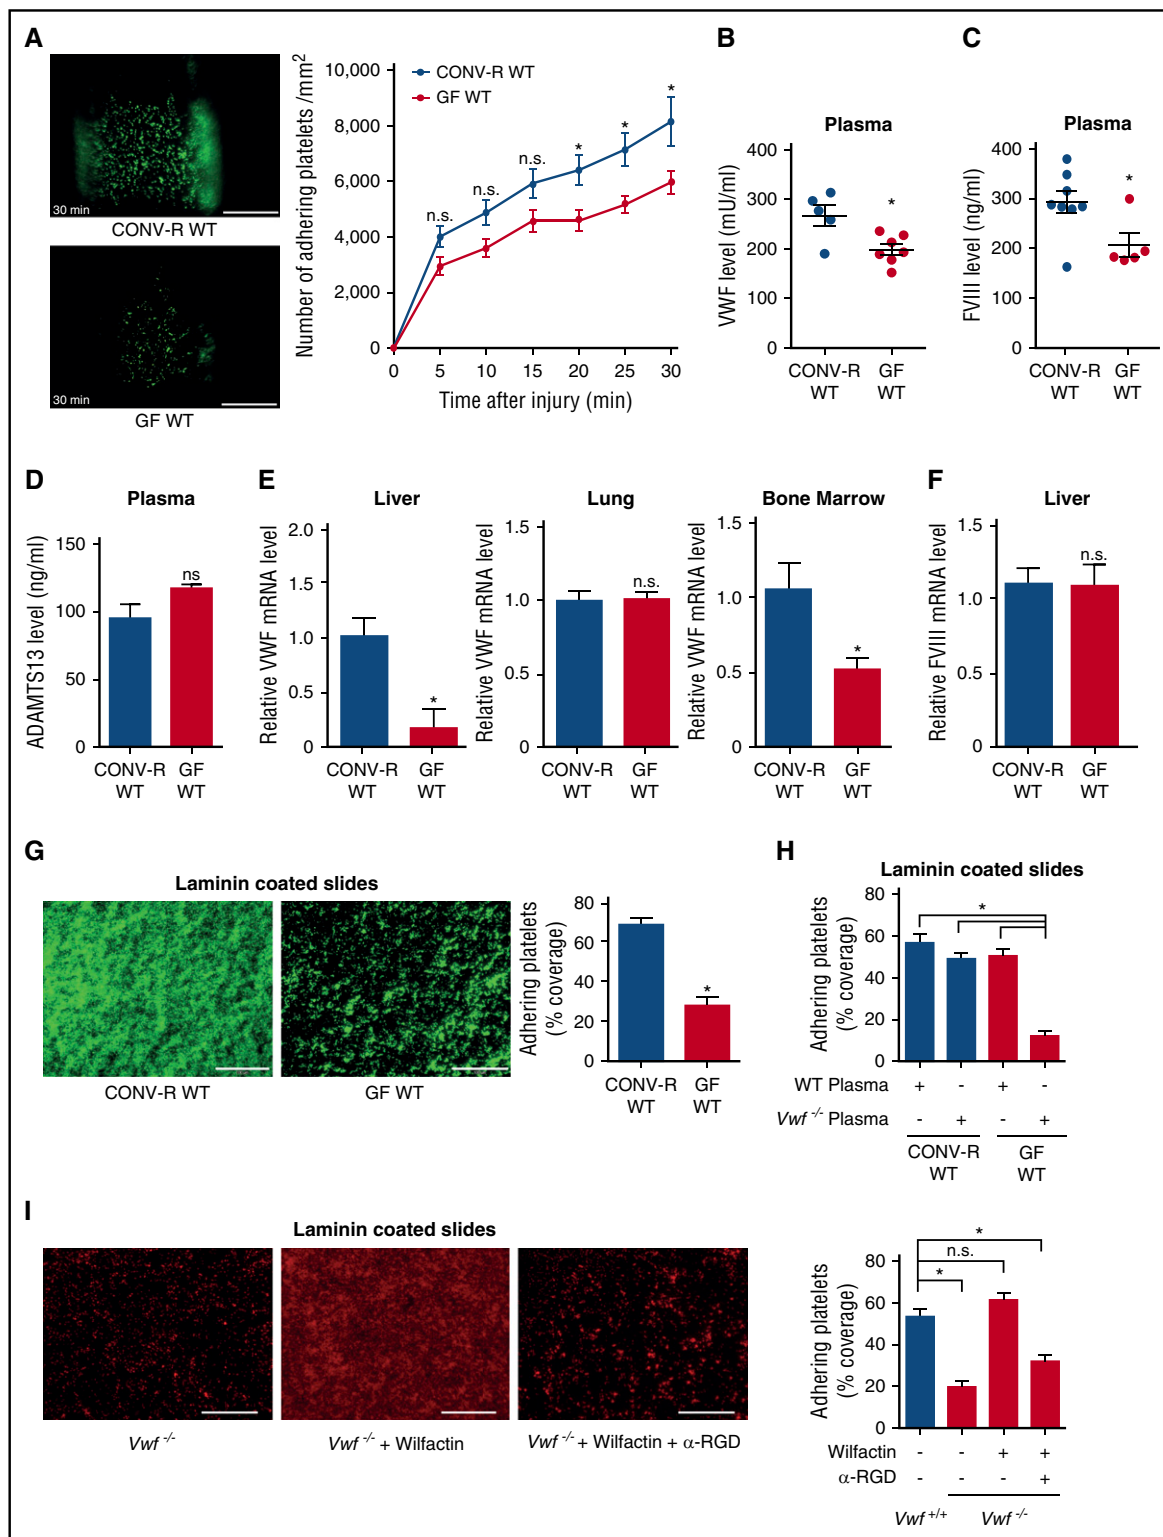 A
30 min
CONV-R WT
30 min
GF WT
Number of adhering platelets /mm²
10,000
8,000
6,000
4,000
2,000
0
CONV-R WT
GF WT
n.s.
n.s.
n.s.
*
*
*
0 5 10 15 20 25 30
Time after injury (min)
B
Plasma
VWF level (mU/ml)
400
300
200
100
0
*
CONV-R WT
GF WT
C
Plasma
FVIII level (ng/ml)
400
300
200
100
0
*
CONV-R WT
GF WT
D
Plasma
ADAMTS13 level (ng/ml)
150
100
50
0
ns
CONV-R WT
GF WT
E
Liver
Relative VWF mRNA level
2.0
1.5
1.0
0.5
0
*
CONV-R WT
GF WT
Lung
Relative VWF mRNA level
1.5
1.0
0.5
0
n.s.
CONV-R WT
GF WT
Bone Marrow
Relative VWF mRNA level
1.5
1.0
0.5
0
*
CONV-R WT
GF WT
F
Liver
Relative FVIII mRNA level
1.5
1.0
0.5
0
n.s.
CONV-R WT
GF WT
G
Laminin coated slides
CONV-R WT
GF WT
Adhering platelets
(% coverage)
80
60
40
20
0
*
CONV-R WT
GF WT
H
Laminin coated slides
Adhering platelets
(% coverage)
80
60
40
20
0
*
WT Plasma + - + -
Vwf -/- Plasma - + - +
CONV-R WT
GF WT
I
Laminin coated slides
Vwf -/-
Vwf -/- + Wilfactin
Vwf -/- + Wilfactin + α-RGD
Adhering platelets
(% coverage)
80
60
40
20
0
*
n.s.
*
Wilfactin - - + +
α-RGD - - - +
Vwf +/+
Vwf -/-